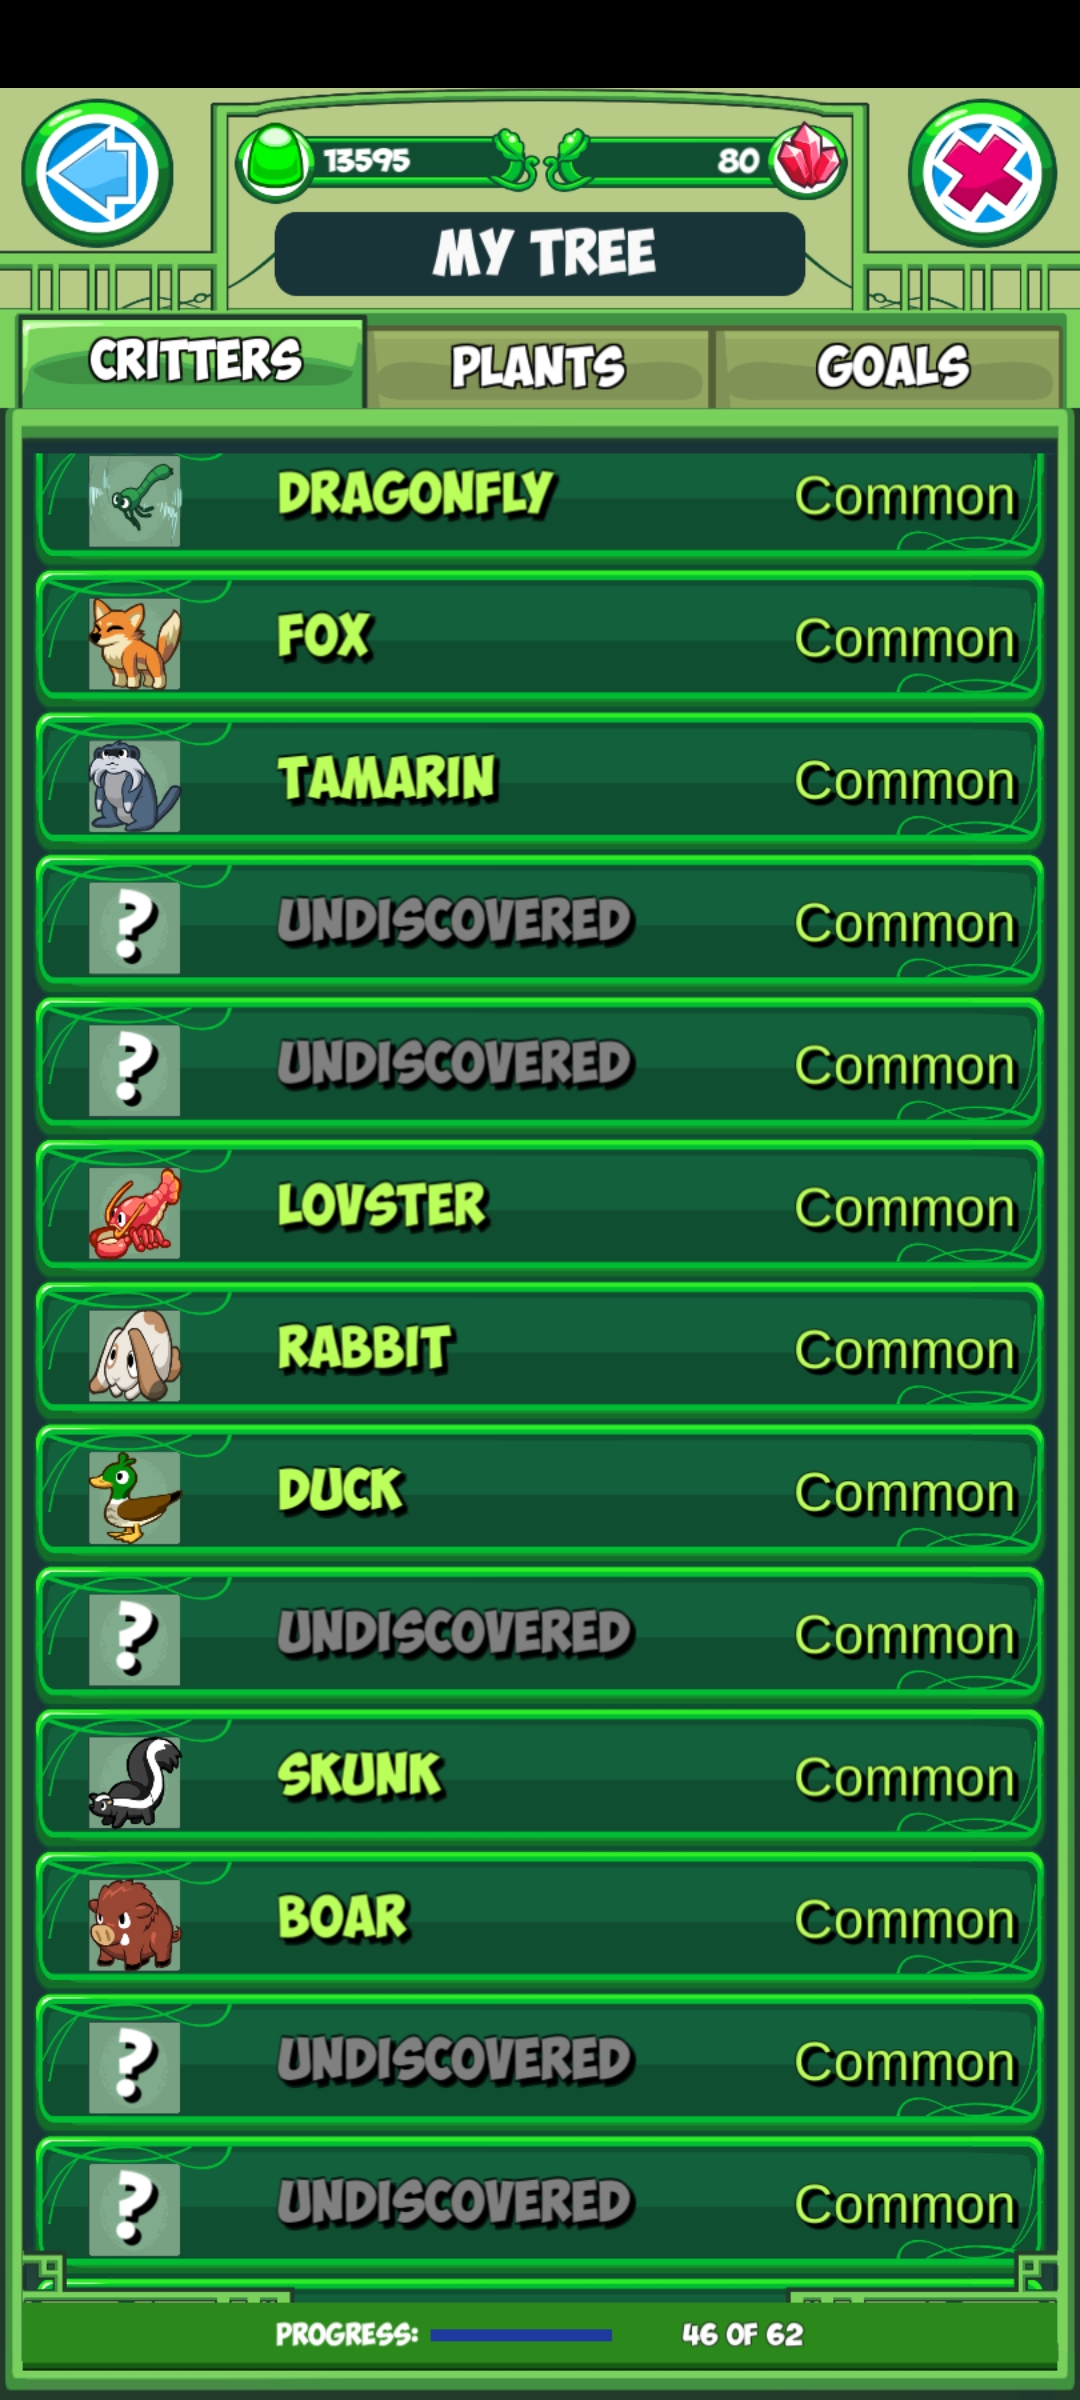 13595
80
MY TREE
CRITTERS
PLANTS
GOALS
DRAGONFLY Common
FOX Common
TAMARIN Common
? UNDISCOVERED Common
? UNDISCOVERED Common
LOVSTER Common
RABBIT Common
DUCK Common
? UNDISCOVERED Common
SKUNK Common
BOAR Common
? UNDISCOVERED Common
? UNDISCOVERED Common
PROGRESS: 46 OF 62